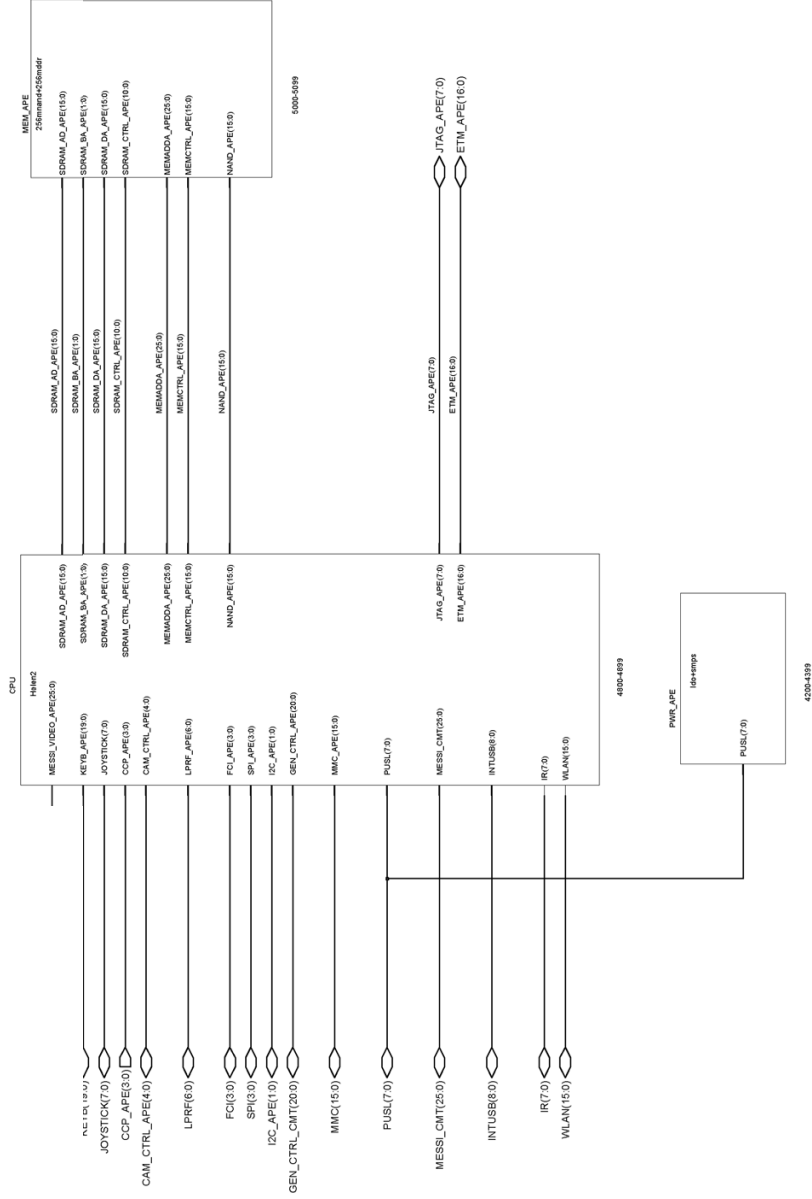 MEM_APE
256mnand+256mddr
SDRAM_AD_APE(15:0)
SDRAM_BA_APE(1:0)
SDRAM_DA_APE(15:0)
SDRAM_CTRL_APE(10:0)
MEMADDA_APE(25:0)
MEMCTRL_APE(15:0)
NAND_APE(15:0)
5000-5099
JTAG_APE(7:0)
ETM_APE(16:0)
SDRAM_AD_APE(15:0)
SDRAM_BA_APE(1:0)
SDRAM_DA_APE(15:0)
SDRAM_CTRL_APE(10:0)
MEMADDA_APE(25:0)
MEMCTRL_APE(15:0)
NAND_APE(15:0)
JTAG_APE(7:0)
ETM_APE(16:0)
CPU
Helen2
SDRAM_AD_APE(15:0)
SDRAM_BA_APE(1:0)
SDRAM_DA_APE(15:0)
SDRAM_CTRL_APE(10:0)
MEMADDA_APE(25:0)
MEMCTRL_APE(15:0)
NAND_APE(15:0)
JTAG_APE(7:0)
ETM_APE(16:0)
MESSI_VIDEO_APE(25:0)
KEYB_APE(19:0)
JOYSTICK(7:0)
CCP_APE(3:0)
CAM_CTRL_APE(4:0)
LPRF_APE(6:0)
FCI_APE(3:0)
SPI_APE(3:0)
I2C_APE(1:0)
GEN_CTRL_APE(20:0)
MMC_APE(15:0)
PUSL(7:0)
MESSI_CMT(25:0)
INTUSB(8:0)
IR(7:0)
WLAN(15:0)
4800-4899
PWR_APE
ldo+smps
PUSL(7:0)
4200-4399
JOYSTICK(7:0)
CCP_APE(3:0)
CAM_CTRL_APE(4:0)
LPRF(6:0)
FCI(3:0)
SPI(3:0)
I2C_APE(1:0)
GEN_CTRL_CMT(20:0)
MMC(15:0)
PUSL(7:0)
MESSI_CMT(25:0)
INTUSB(8:0)
IR(7:0)
WLAN(15:0)